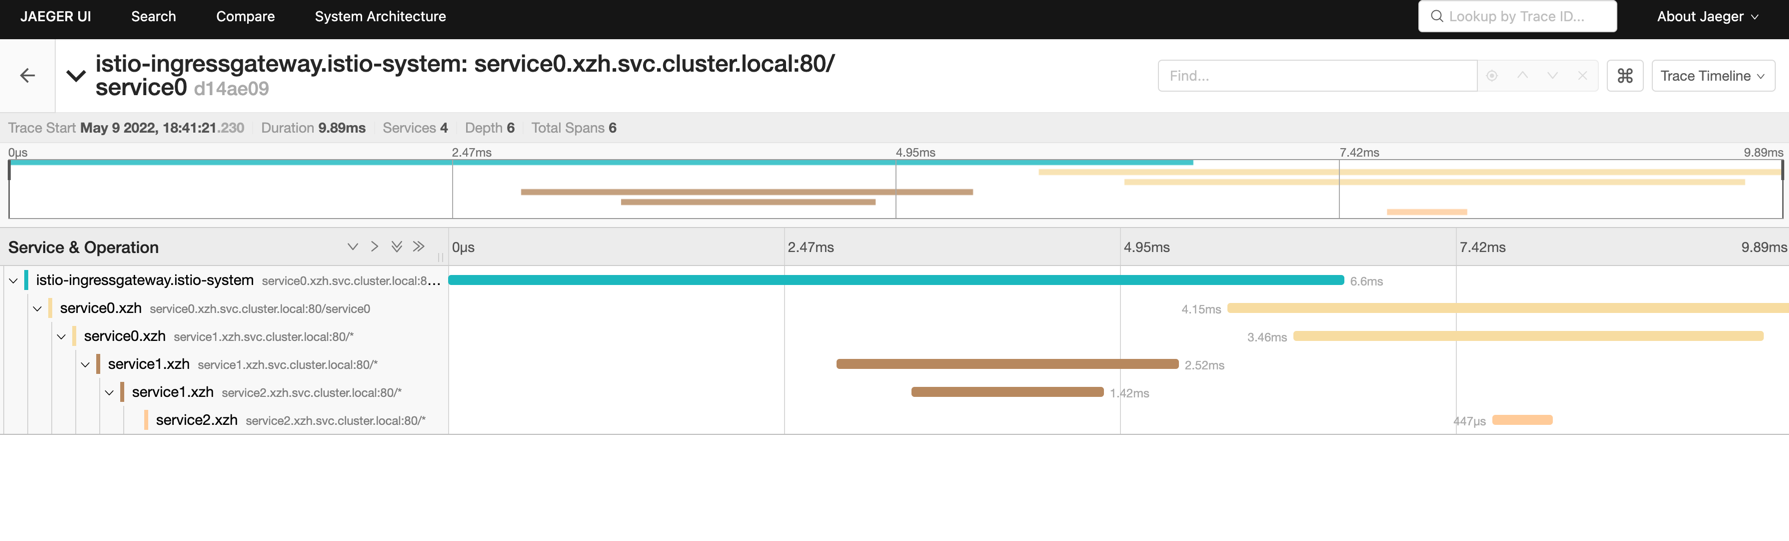 JAEGER UI Search Compare System Architecture Lookup by Trace ID... About Jaeger
istio-ingressgateway.istio-system: service0.xzh.svc.cluster.local:80/
service0 d14ae09
Find... Trace Timeline
Trace Start May 9 2022, 18:41:21.230 Duration 9.89ms Services 4 Depth 6 Total Spans 6
0μs 2.47ms 4.95ms 7.42ms 9.89ms
Service & Operation 0μs 2.47ms 4.95ms 7.42ms 9.89ms
istio-ingressgateway.istio-system service0.xzh.svc.cluster.local:8... 6.6ms
service0.xzh service0.xzh.svc.cluster.local:80/service0 4.15ms
service0.xzh service1.xzh.svc.cluster.local:80/* 3.46ms
service1.xzh service1.xzh.svc.cluster.local:80/* 2.52ms
service1.xzh service2.xzh.svc.cluster.local:80/* 1.42ms
service2.xzh service2.xzh.svc.cluster.local:80/* 447μs